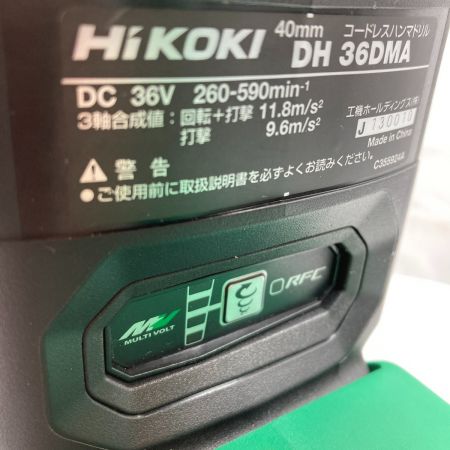 HiKOKI 40mm コードレスハンマドリル
DH 36DMA
DC 36V 260-590min-1
3軸合成値：回転＋打撃 11.8m/s2
打撃 9.6m/s2
工機ホールディングス(株)
J 130010
Made in China
⚠ 警告
●ご使用前に取扱説明書を必ずよくお読みください。
C355924A
MULTI VOLT
RFC